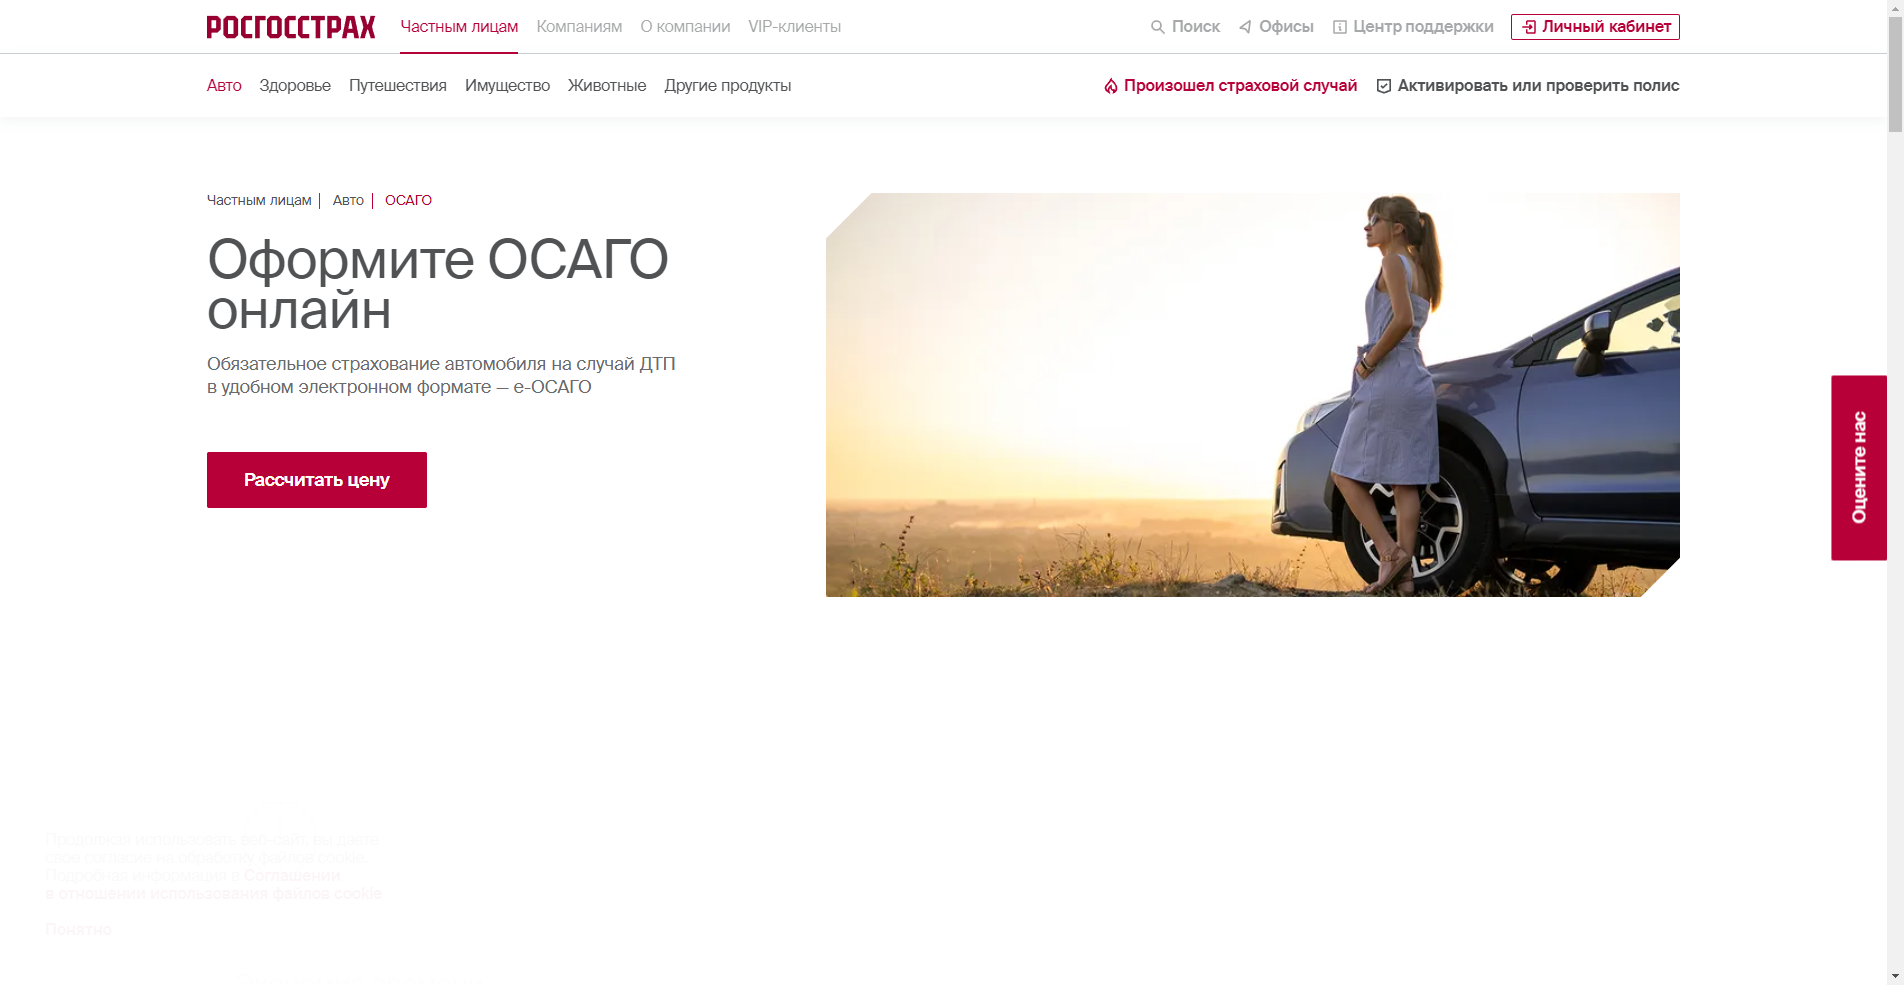 РОСГОССТРАХ Частным лицам Компаниям О компании VIP-клиенты Поиск Офисы Центр поддержки Личный кабинет
Авто Здоровье Путешествия Имущество Животные Другие продукты Произошел страховой случай Активировать или проверить полис
Частным лицам | Авто | ОСАГО
Оформите ОСАГО
онлайн
Обязательное страхование автомобиля на случай ДТП
в удобном электронном формате — е-ОСАГО
Рассчитать цену
Оцените нас
Продолжая использовать веб-сайт, вы даете
свое согласие на обработку файлов cookie.
Подробная информация в Соглашении
в отношении использования файлов cookie
Понятно